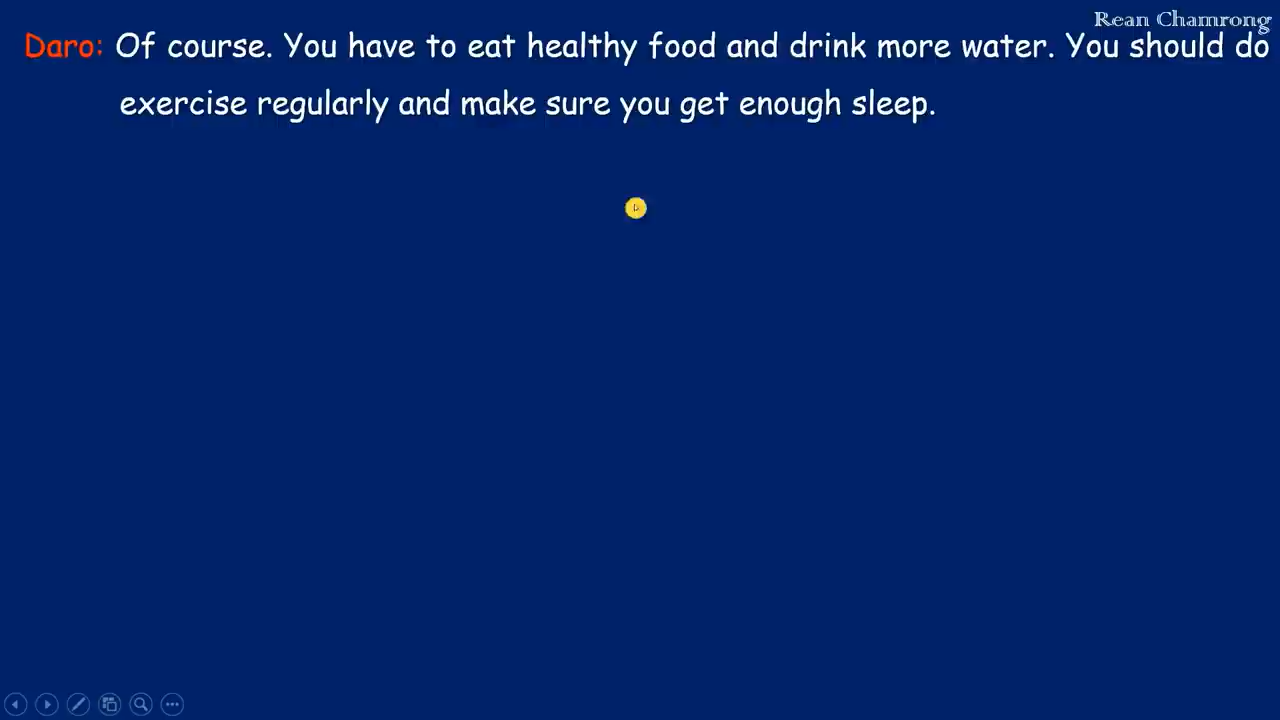 Rean Chamrong
Daro: Of course. You have to eat healthy food and drink more water. You should do
exercise regularly and make sure you get enough sleep.